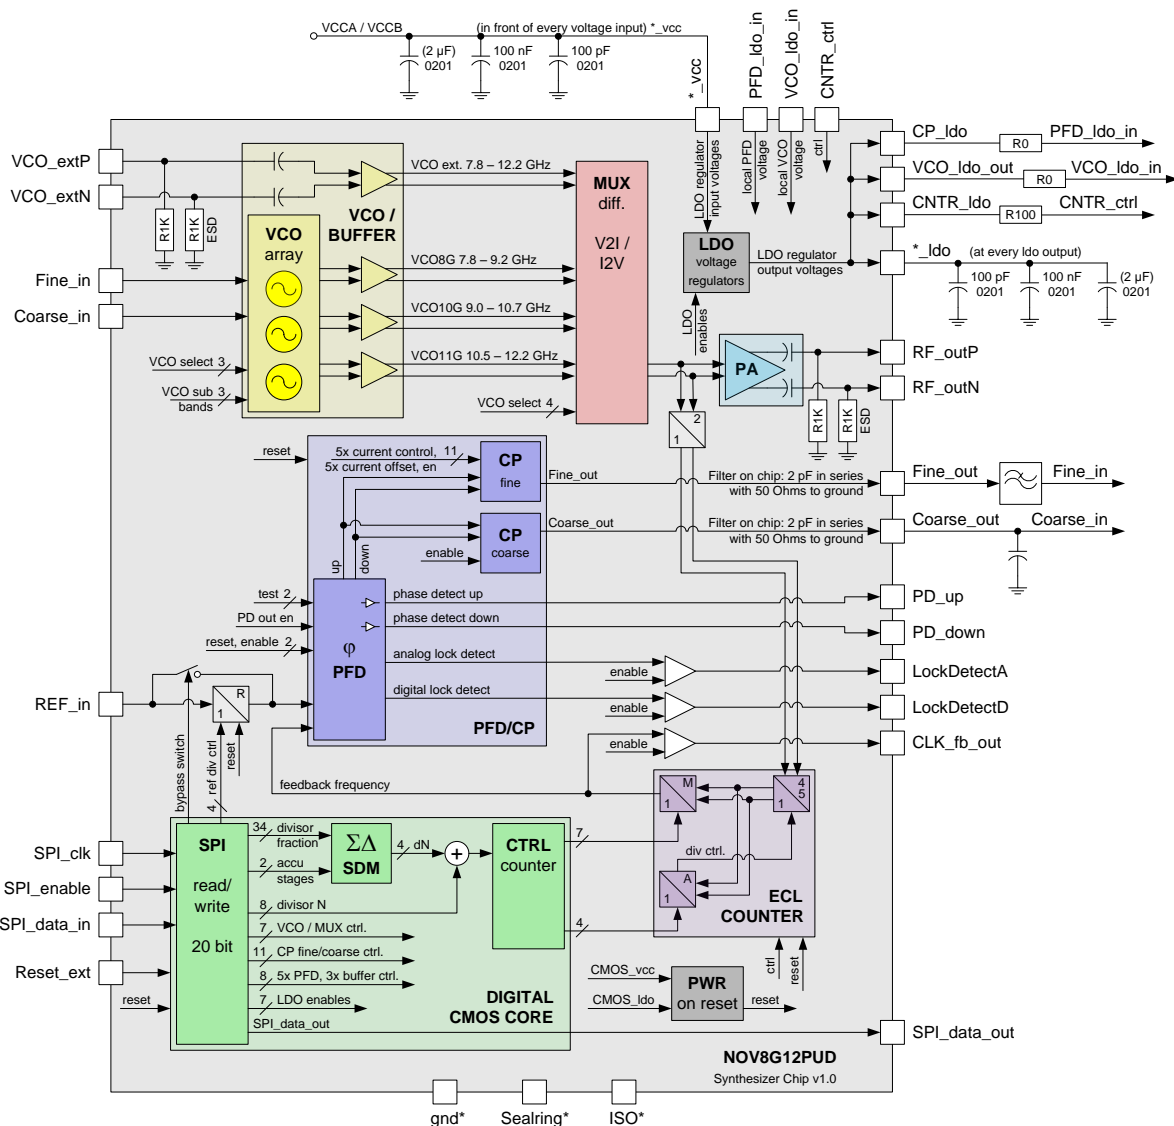 VCCA / VCCB
(in front of every voltage input) *_vcc
(2 µF)
0201
100 nF
0201
100 pF
0201
*_vcc
PFD_ldo_in
VCO_ldo_in
CNTR_ctrl
VCO_extP
VCO_extN
R1K
R1K
ESD
Fine_in
Coarse_in
VCO select 3
VCO sub 3
bands
VCO
array
VCO /
BUFFER
VCO ext. 7.8 – 12.2 GHz
VCO8G 7.8 – 9.2 GHz
VCO10G 9.0 – 10.7 GHz
VCO11G 10.5 – 12.2 GHz
VCO select 4
MUX
diff.
V2I /
I2V
LDO regulator
input voltages
local PFD
voltage
local VCO
voltage
ctrl
LDO
voltage
regulators
LDO
enables
LDO regulator
output voltages
CP_ldo
R0
PFD_ldo_in
VCO_ldo_out
R0
VCO_ldo_in
CNTR_ldo
R100
CNTR_ctrl
*_ldo
(at every ldo output)
100 pF
0201
100 nF
0201
(2 µF)
0201
PA
RF_outP
RF_outN
R1K
R1K
ESD
2
1
reset
5x current control,
5x current offset, en
11
CP
fine
Fine_out
Filter on chip: 2 pF in series
with 50 Ohms to ground
Fine_out
Fine_in
CP
coarse
enable
Coarse_out
Filter on chip: 2 pF in series
with 50 Ohms to ground
Coarse_out
Coarse_in
up
down
test 2
PD out en
reset, enable 2
φ
PFD
phase detect up
phase detect down
analog lock detect
digital lock detect
PFD/CP
PD_up
PD_down
enable
LockDetectA
enable
LockDetectD
enable
CLK_fb_out
REF_in
R
1
bypass switch
4 ref div ctrl
reset
feedback frequency
M
1
4
5
1
div ctrl.
A
1
ECL
COUNTER
ctrl
reset
SPI_clk
SPI_enable
SPI_data_in
Reset_ext
reset
SPI
read/
write
20 bit
34 divisor
fraction
2 accu
stages
8 divisor N
7 VCO / MUX ctrl.
11 CP fine/coarse ctrl.
8 5x PFD, 3x buffer ctrl.
7 LDO enables
SPI_data_out
ΣΔ
SDM
4 dN
+
CTRL
counter
7
4
DIGITAL
CMOS CORE
CMOS_vcc
CMOS_ldo
PWR
on reset
reset
SPI_data_out
NOV8G12PUD
Synthesizer Chip v1.0
gnd*
Sealring*
ISO*